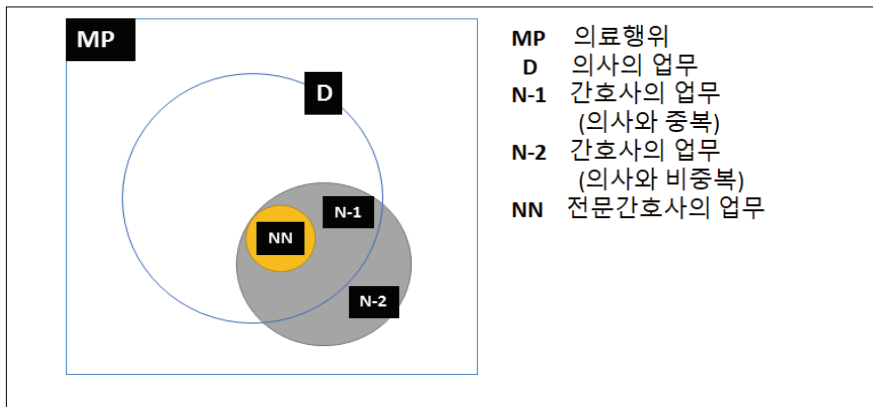 MP
D
N-1
NN
N-2
MP 의료행위
D 의사의 업무
N-1 간호사의 업무
(의사와 중복)
N-2 간호사의 업무
(의사와 비중복)
NN 전문간호사의 업무